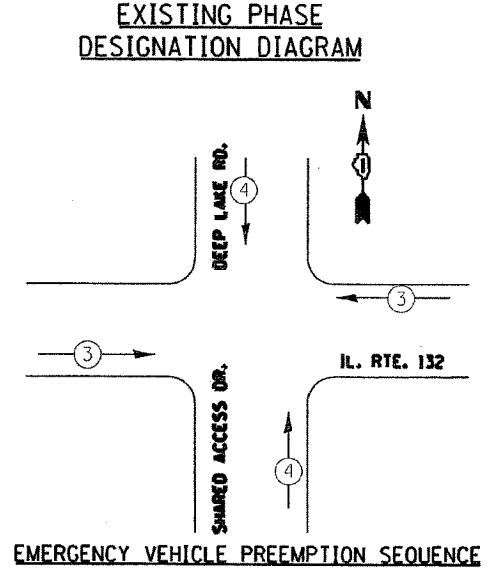 EXISTING PHASE
DESIGNATION DIAGRAM
N
DEEP LAKE RD.
4
3
3
IL. RTE. 132
SHARED ACCESS DR.
4
EMERGENCY VEHICLE PREEMPTION SEQUENCE